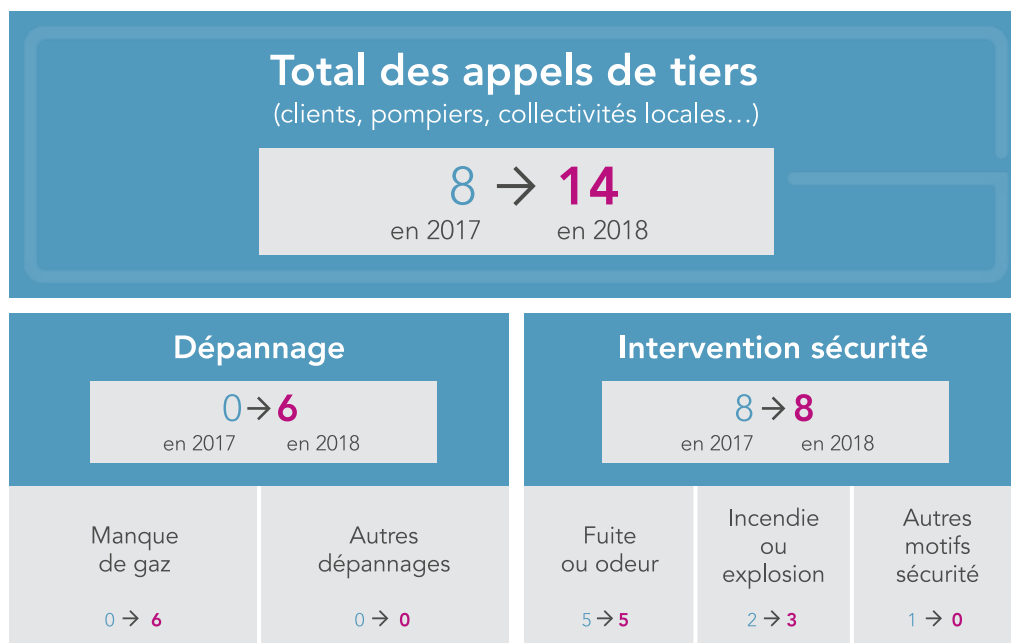 Total des appels de tiers
(clients, pompiers, collectivités locales…)
8 → 14
en 2017 en 2018
Dépannage
0 → 6
en 2017 en 2018
Manque
de gaz
0 → 6
Autres
dépannages
0 → 0
Intervention sécurité
8 → 8
en 2017 en 2018
Fuite
ou odeur
5 → 5
Incendie
ou
explosion
2 → 3
Autres
motifs
sécurité
1 → 0